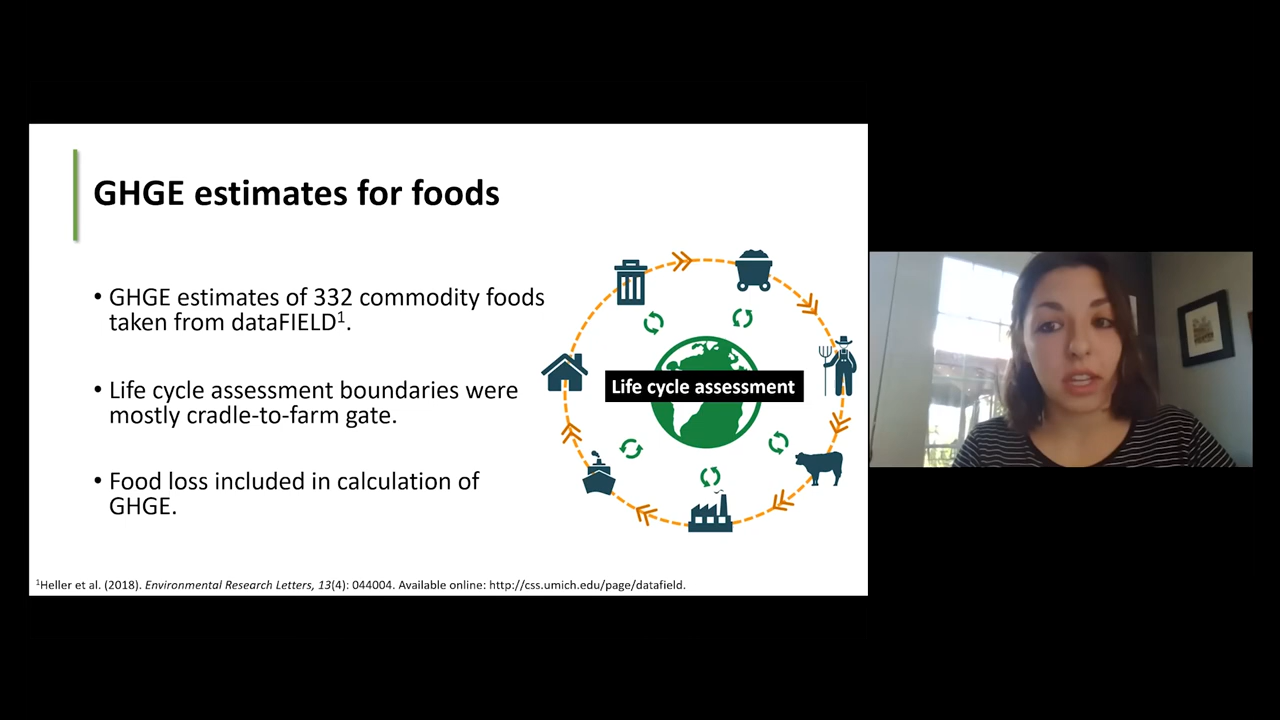 GHGE estimates for foods
• GHGE estimates of 332 commodity foods
taken from dataFIELD¹.
• Life cycle assessment boundaries were
mostly cradle-to-farm gate.
• Food loss included in calculation of
GHGE.
Life cycle assessment
¹Heller et al. (2018). Environmental Research Letters, 13(4): 044004. Available online: http://css.umich.edu/page/datafield.